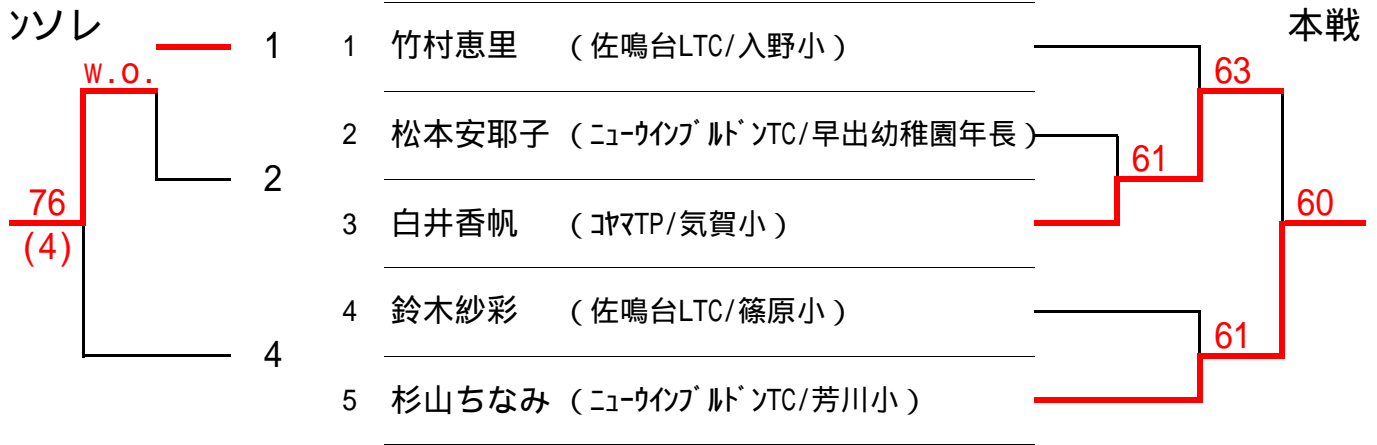 ンソレ
本戦
1 1 竹村恵里 (佐鳴台LTC/入野小)
w.o. 63
2 松本安耶子 (ﾆｭｰｳｲﾝﾌﾞﾙﾄﾞﾝTC/早出幼稚園年長)
2 61
76 3 白井香帆 (ｺﾔﾏTP/気賀小) 60
(4)
4 鈴木紗彩 (佐鳴台LTC/篠原小)
4 61
5 杉山ちなみ (ﾆｭｰｳｲﾝﾌﾞﾙﾄﾞﾝTC/芳川小)